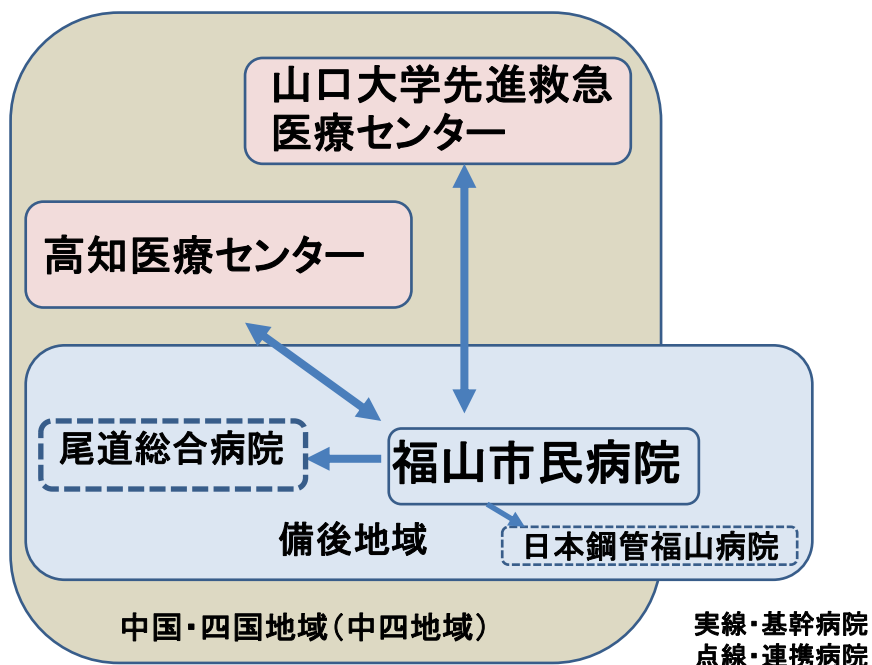 山口大学先進救急
医療センター
高知医療センター
尾道総合病院
福山市民病院
備後地域
日本鋼管福山病院
中国・四国地域（中四地域）
実線・基幹病院
点線・連携病院